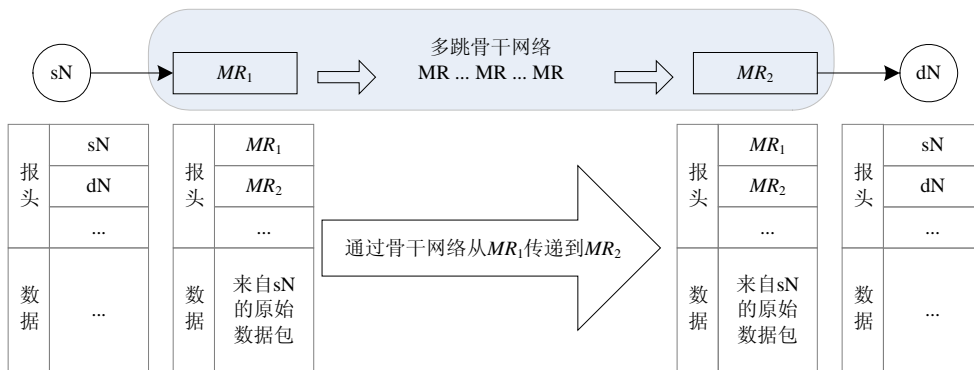 多跳骨干网络
sN MR₁ MR ... MR ... MR MR₂ dN
报头 sN
dN
...
数据 ...
报头 MR₁
MR₂
...
数据 来自sN
的原始
数据包
通过骨干网络从MR₁传递到MR₂
报头 MR₁
MR₂
...
数据 来自sN
的原始
数据包
报头 sN
dN
...
数据 ...